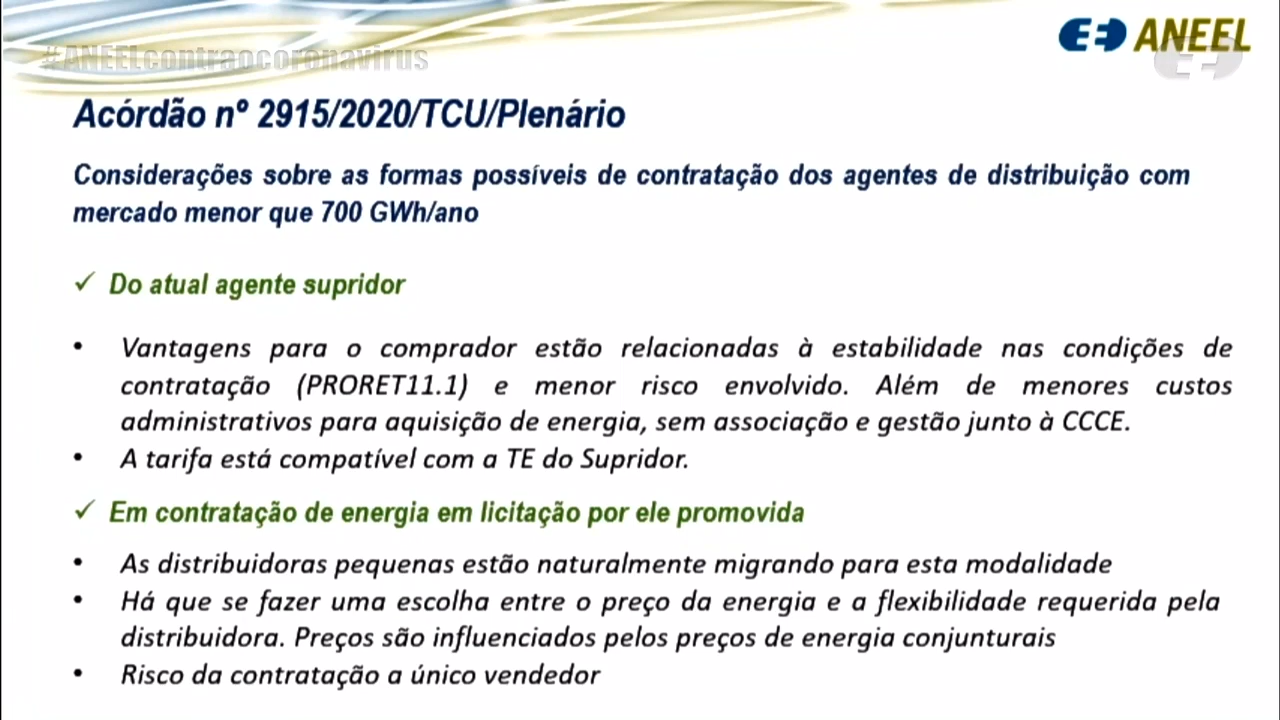 #ANEELcontraocoronavirus
ANEEL
Acórdão nº 2915/2020/TCU/Plenário
Considerações sobre as formas possíveis de contratação dos agentes de distribuição com
mercado menor que 700 GWh/ano
✓ Do atual agente supridor
• Vantagens para o comprador estão relacionadas à estabilidade nas condições de
contratação (PRORET11.1) e menor risco envolvido. Além de menores custos
administrativos para aquisição de energia, sem associação e gestão junto à CCCE.
• A tarifa está compatível com a TE do Supridor.
✓ Em contratação de energia em licitação por ele promovida
• As distribuidoras pequenas estão naturalmente migrando para esta modalidade
• Há que se fazer uma escolha entre o preço da energia e a flexibilidade requerida pela
distribuidora. Preços são influenciados pelos preços de energia conjunturais
• Risco da contratação a único vendedor